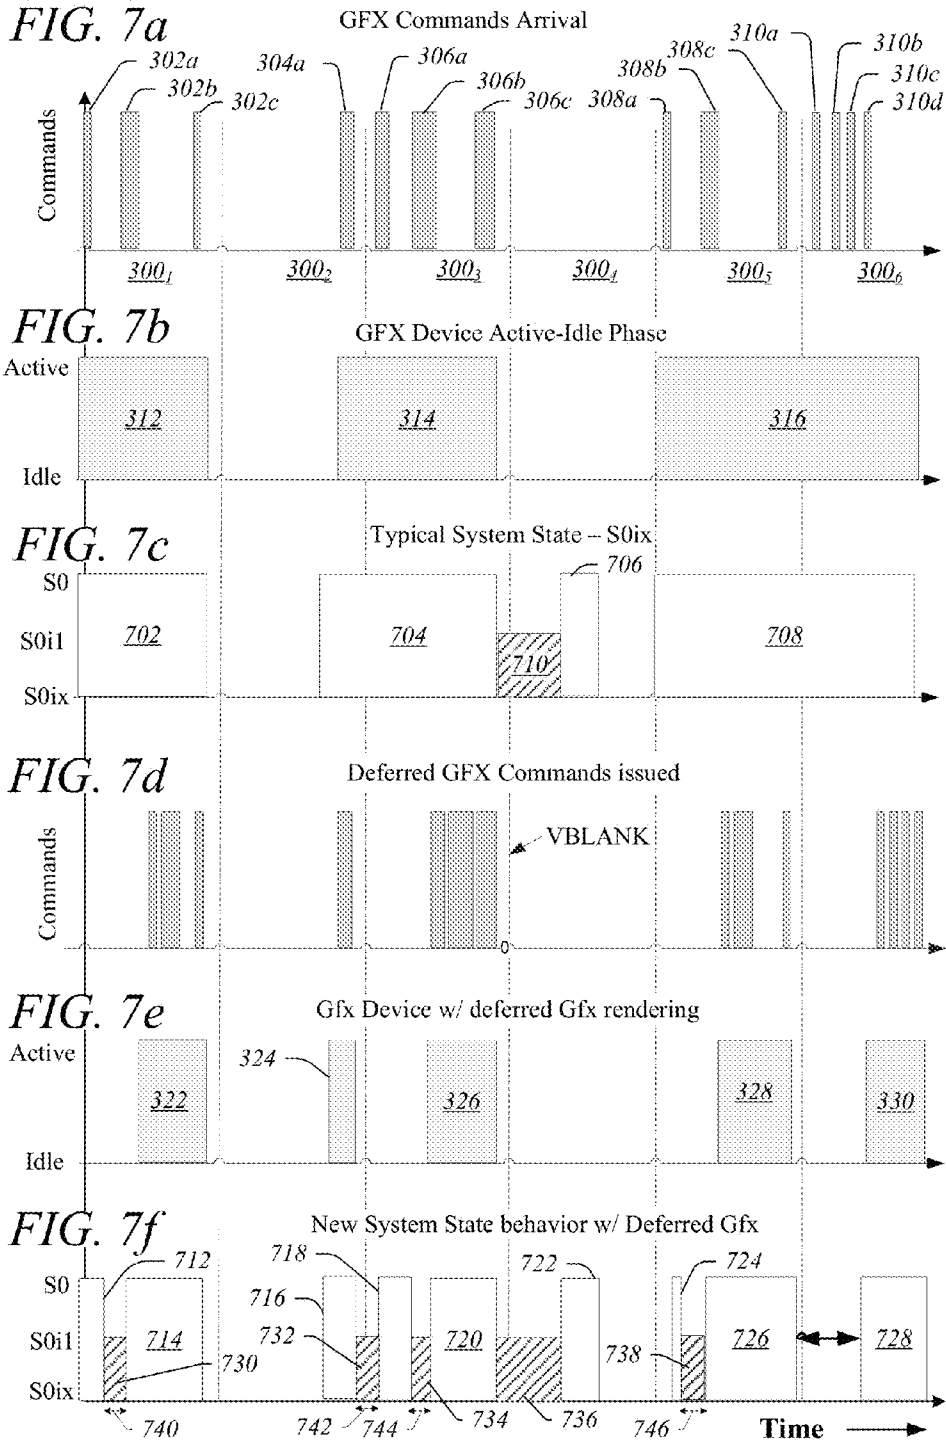 FIG. 7a
GFX Commands Arrival
302a
302b
302c
304a
306a
306b
306c
308a
308b
308c
310a
310b
310c
310d
Commands
300₁
300₂
300₃
300₄
300₅
300₆
FIG. 7b
GFX Device Active-Idle Phase
Active
312
314
316
Idle
FIG. 7c
Typical System State – S0ix
706
S0
S0i1
S0ix
702
704
710
708
FIG. 7d
Deferred GFX Commands issued
Commands
VBLANK
0
FIG. 7e
Gfx Device w/ deferred Gfx rendering
Active
324
322
326
328
330
Idle
FIG. 7f
New System State behavior w/ Deferred Gfx
S0
S0i1
S0ix
712
714
730
716
718
732
720
722
724
726
728
738
740
742
744
734
736
746
Time